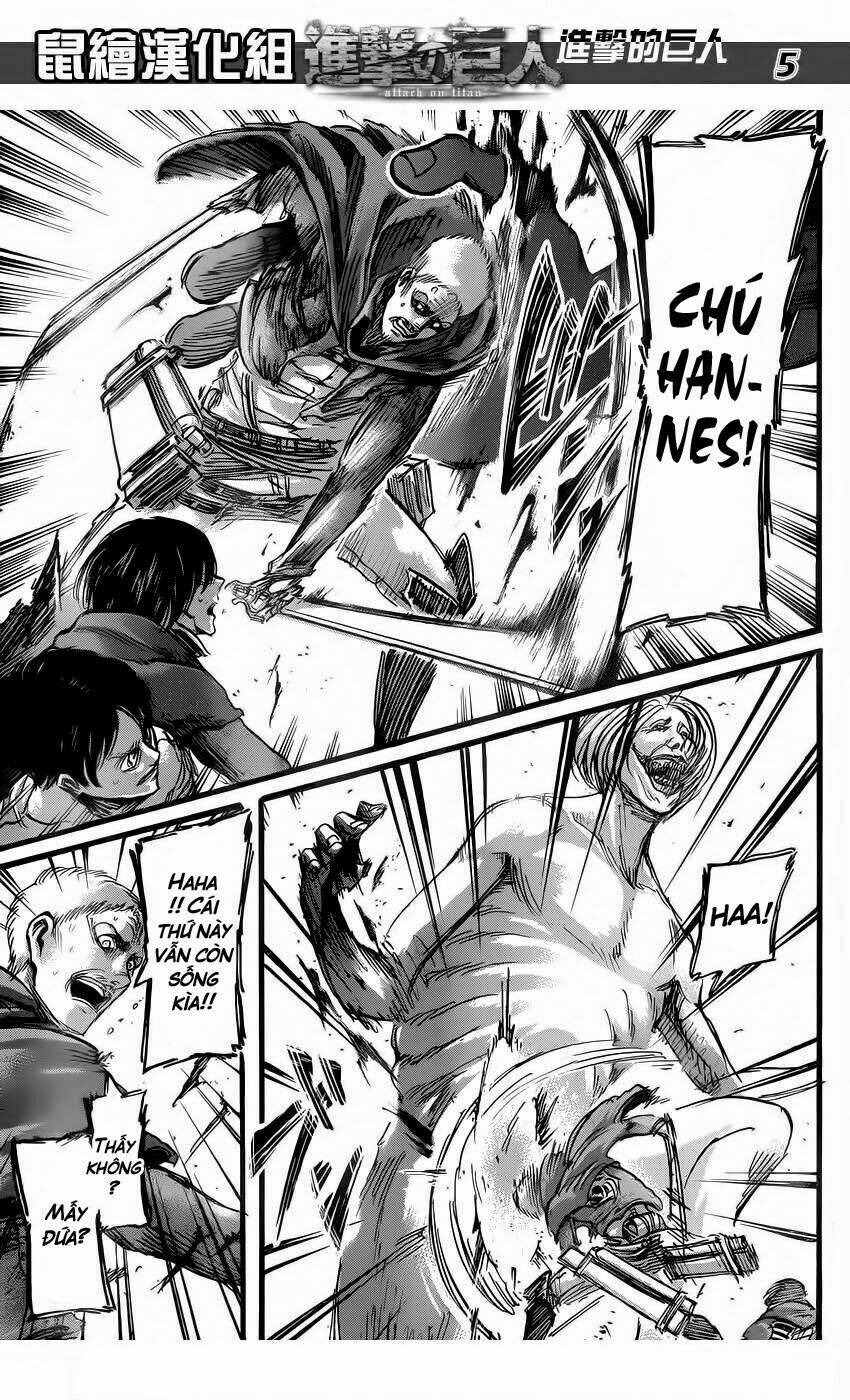 鼠繪漢化組
進撃の巨人
attack on titan
進擊的巨人
5
CHÚ
HAN-
NES!
HAA!
HAHA
!! CÁI
THỨ NÀY
VẪN CÒN
SỐNG
KÌA!!
THẤY
KHÔNG
?
MẤY
ĐỨA?